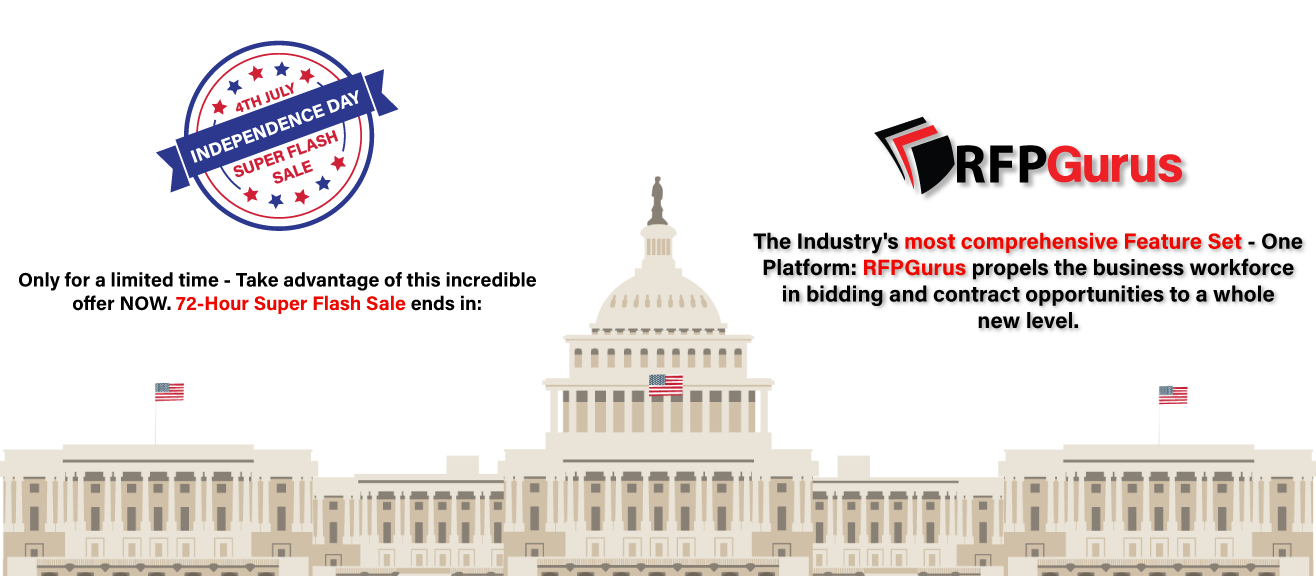 4TH JULY
INDEPENDENCE DAY
SUPER FLASH
SALE
Only for a limited time - Take advantage of this incredible
offer NOW. 72-Hour Super Flash Sale ends in:
RFPGurus
The Industry's most comprehensive Feature Set - One
Platform: RFPGurus propels the business workforce
in bidding and contract opportunities to a whole
new level.